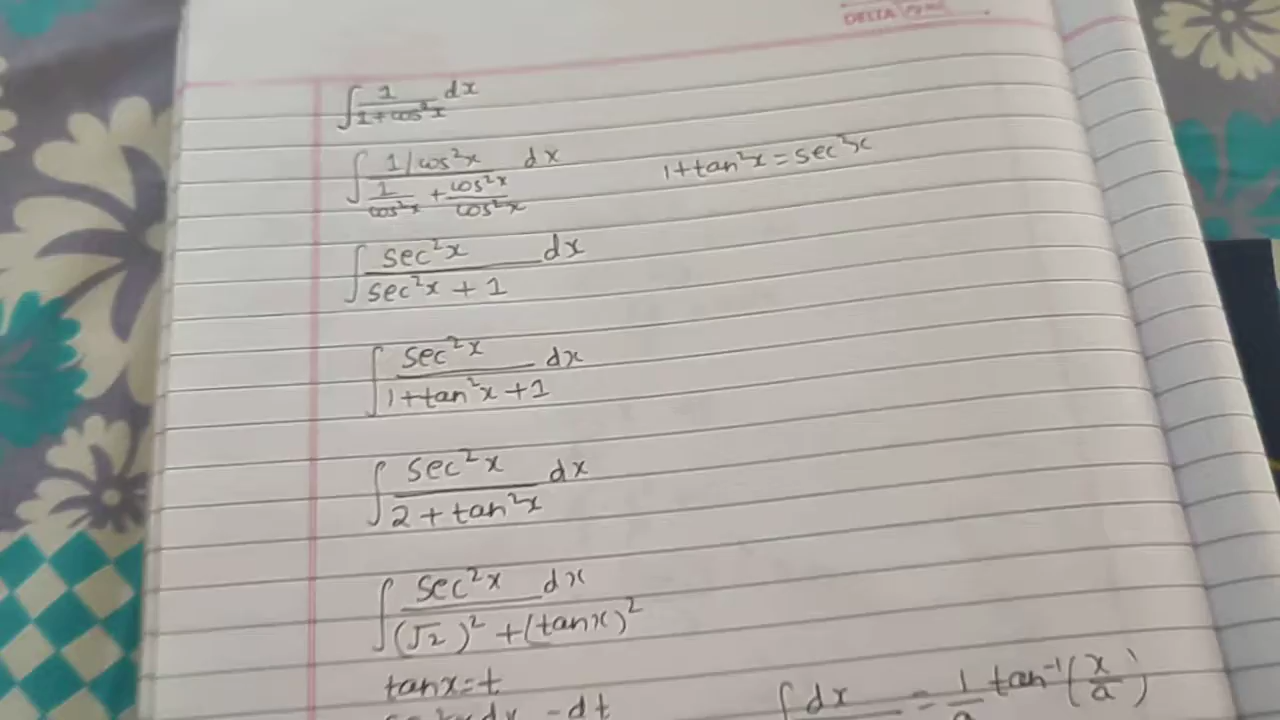 DELTA
∫ 1/(1+cos²x) dx
∫ (1/cos²x)/(1/cos²x + cos²x/cos²x) dx
1+tan²x = sec²x
∫ sec²x/(sec²x + 1) dx
∫ sec²x/(1+tan²x+1) dx
∫ sec²x/(2+tan²x) dx
∫ sec²x dx/((√2)²+(tanx)²)
tanx=t
∫dx = 1/a tan⁻¹(x/a)
= dt